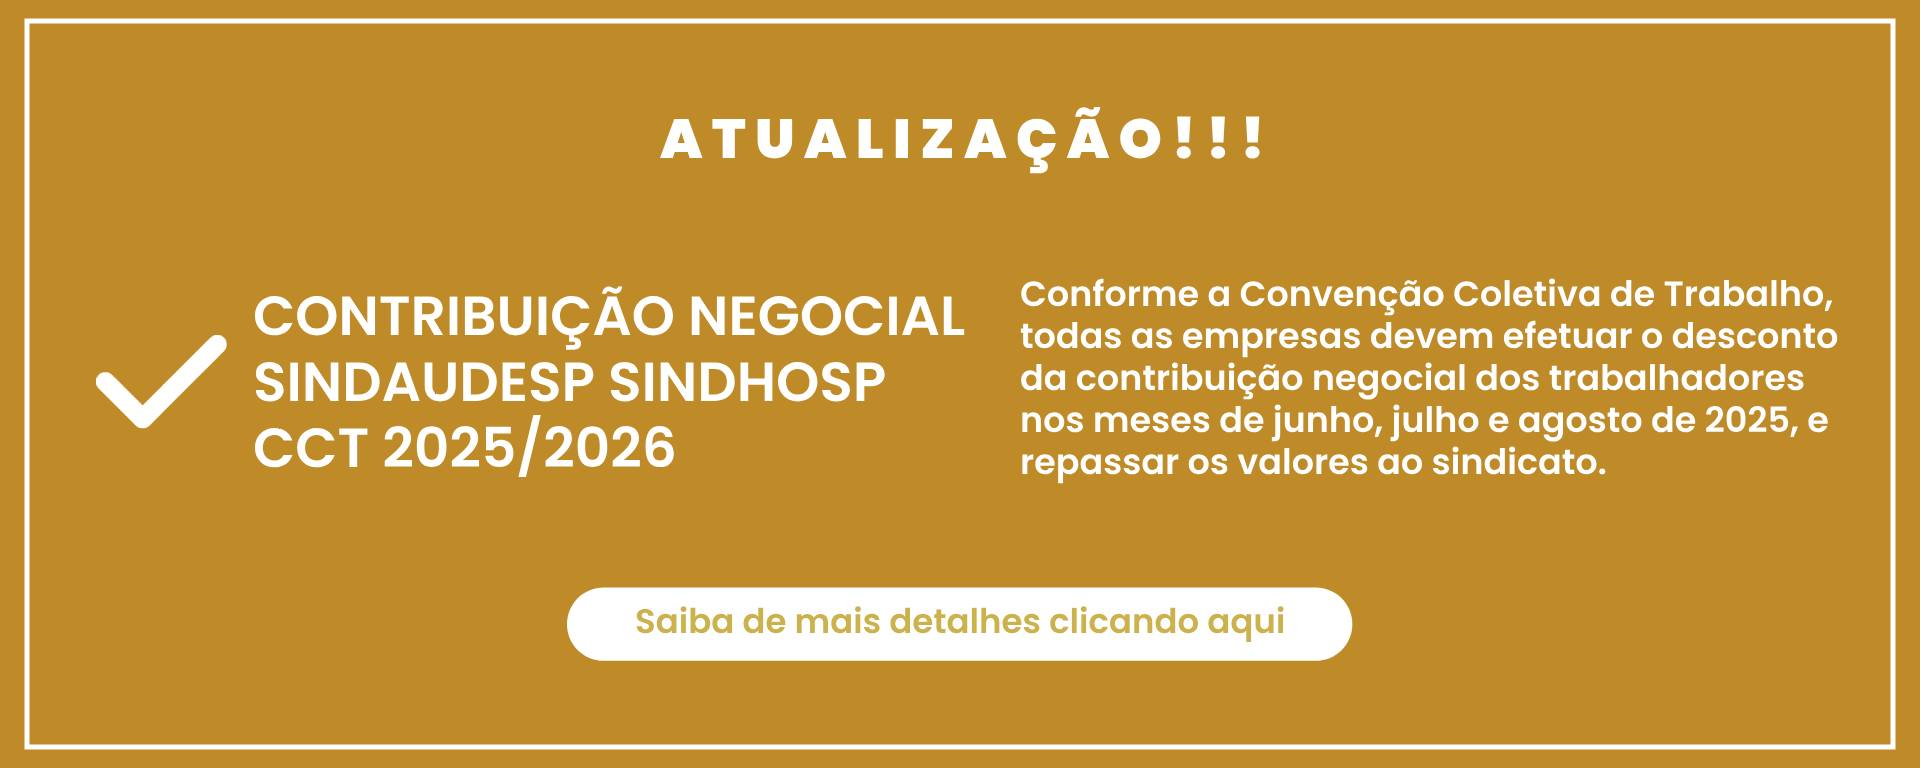 ATUALIZAÇÃO!!!
CONTRIBUIÇÃO NEGOCIAL
SINDAUDESP SINDHOSP
CCT 2025/2026
Conforme a Convenção Coletiva de Trabalho,
todas as empresas devem efetuar o desconto
da contribuição negocial dos trabalhadores
nos meses de junho, julho e agosto de 2025, e
repassar os valores ao sindicato.
Saiba de mais detalhes clicando aqui